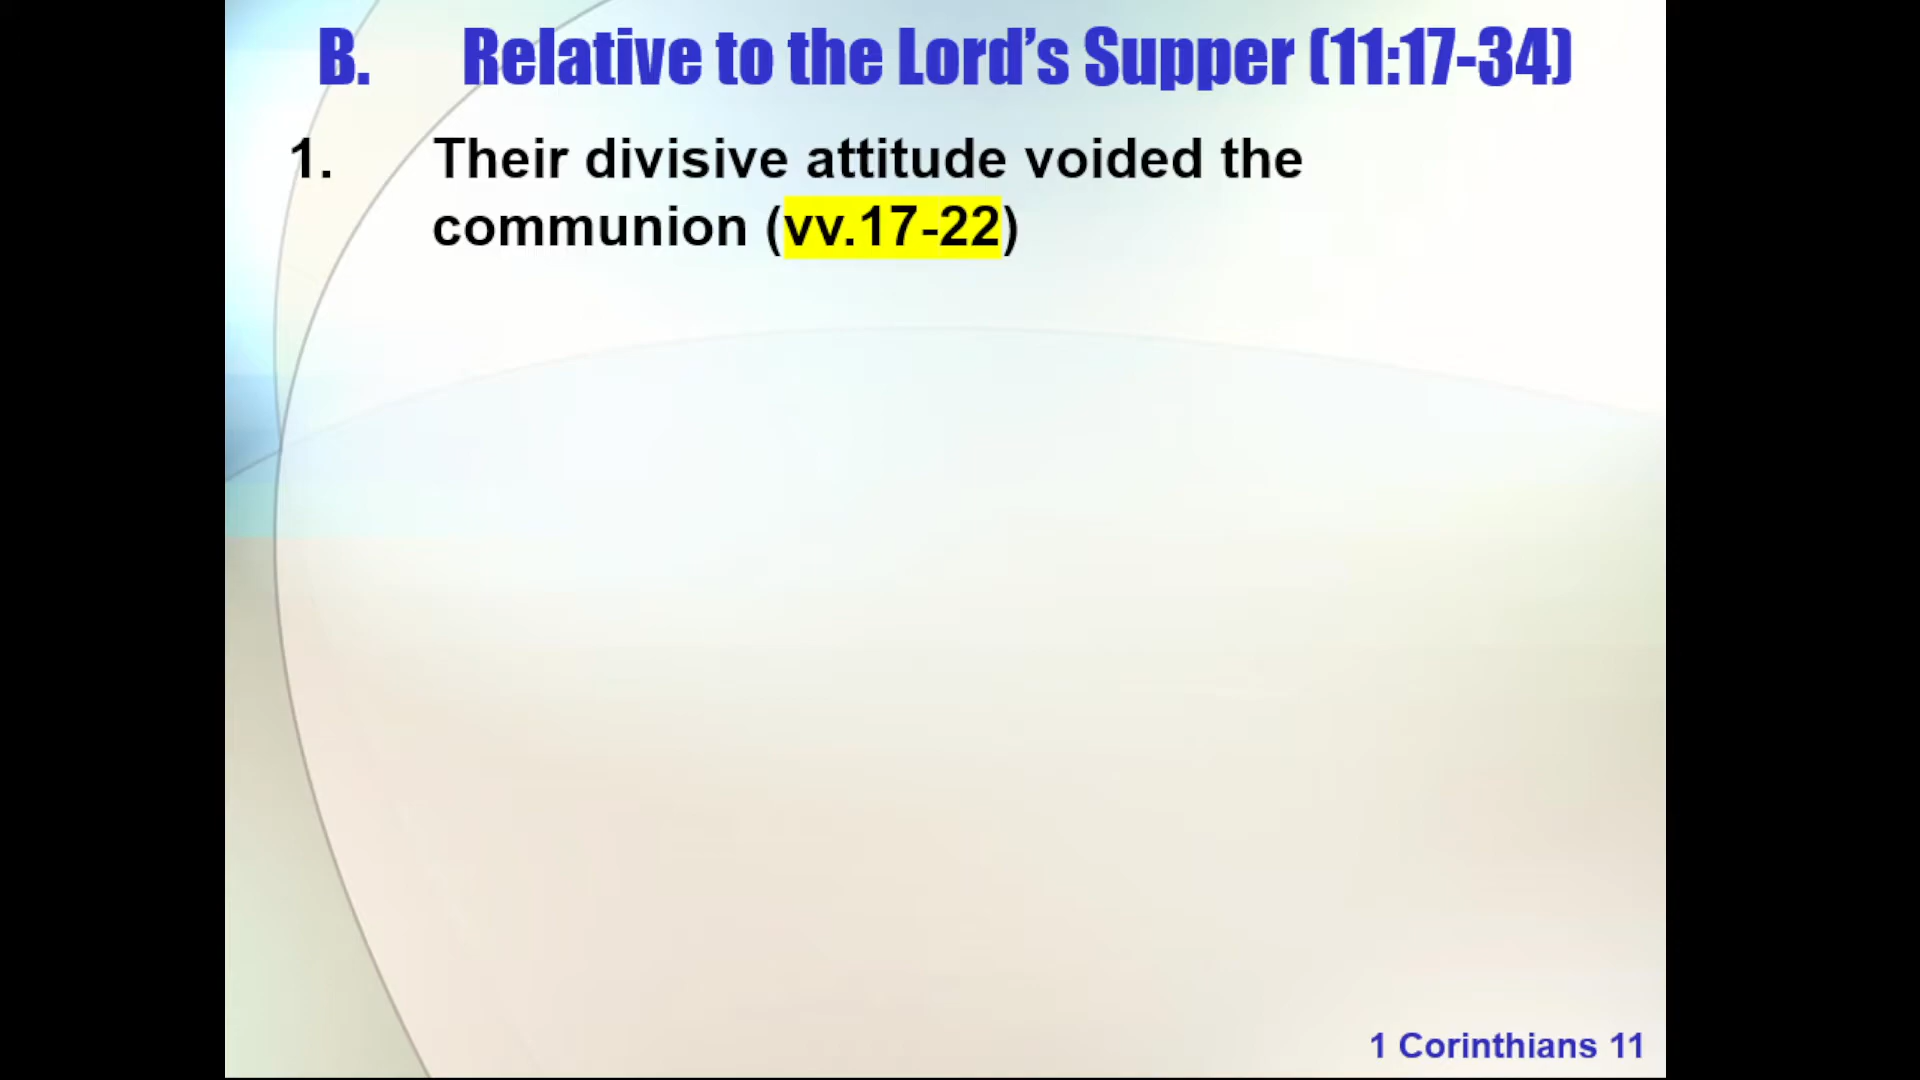 B. Relative to the Lord’s Supper (11:17-34)
1. Their divisive attitude voided the
communion (vv.17-22)
1 Corinthians 11